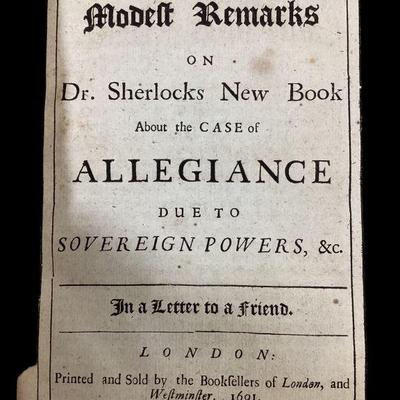 Modeſt Remarks
ON
Dr. Sherlocks New Book
About the CASE of
ALLEGIANCE
DUE TO
SOVEREIGN POWERS, &c.
In a Letter to a Friend.
LONDON:
Printed and Sold by the Bookſellers of London, and
Weſtminſter, 1691.